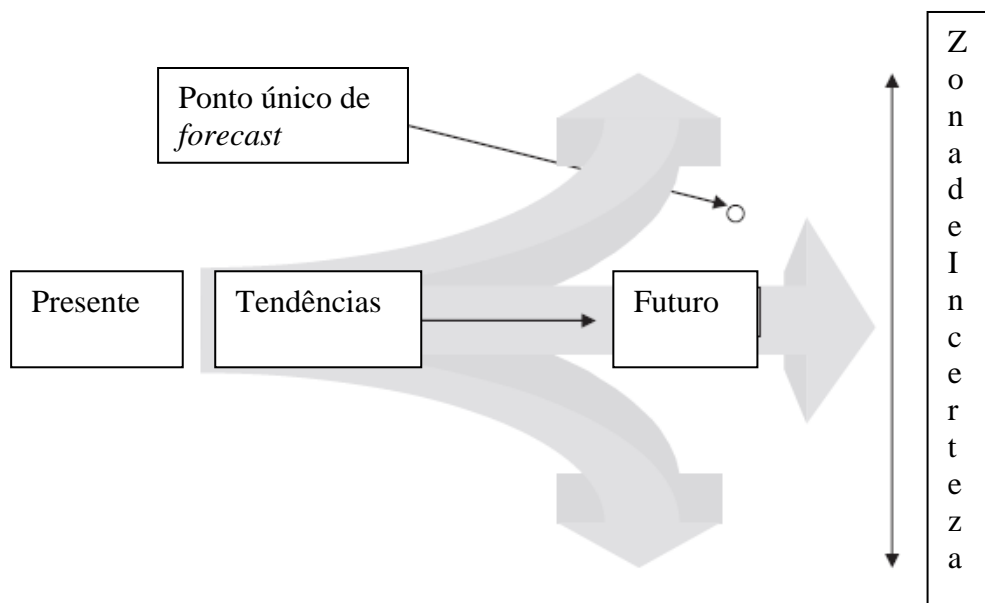 Ponto único de
forecast
Presente
Tendências
Futuro
Z
o
n
a
d
e
I
n
c
e
r
t
e
z
a